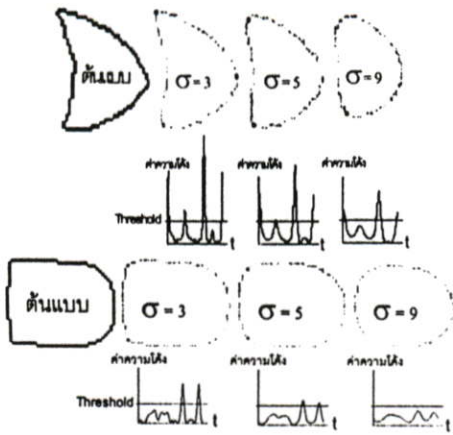 ต้นแบบ σ = 3 σ = 5 σ = 9
ค่าความโค้ง ค่าความโค้ง ค่าความโค้ง
Threshold t t t
ต้นแบบ σ = 3 σ = 5 σ = 9
ค่าความโค้ง ค่าความโค้ง ค่าความโค้ง
Threshold t t t